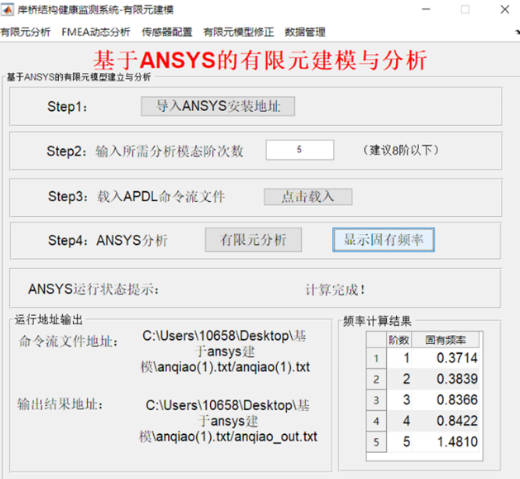 岸桥结构健康监测系统-有限元建模
有限元分析 FMEA动态分析 传感器配置 有限元模型修正 数据管理
基于ANSYS的有限元建模与分析
基于ANSYS的有限元模型建立与分析
Step1: 导入ANSYS安装地址
Step2: 输入所需分析模态阶次数 5 (建议8阶以下)
Step3: 载入APDL命令流文件 点击载入
Step4: ANSYS分析 有限元分析 显示固有频率
ANSYS运行状态提示: 计算完成!
运行地址输出
命令流文件地址:
C:\Users\10658\Desktop\基
于ansys建
模\anqiao(1).txt/anqiao(1).txt
输出结果地址:
C:\Users\10658\Desktop\基
于ansys建
模\anqiao(1).txt/anqiao_out.txt
频率计算结果
阶数 固有频率
1 1 0.3714
2 2 0.3839
3 3 0.8366
4 4 0.8422
5 5 1.4810